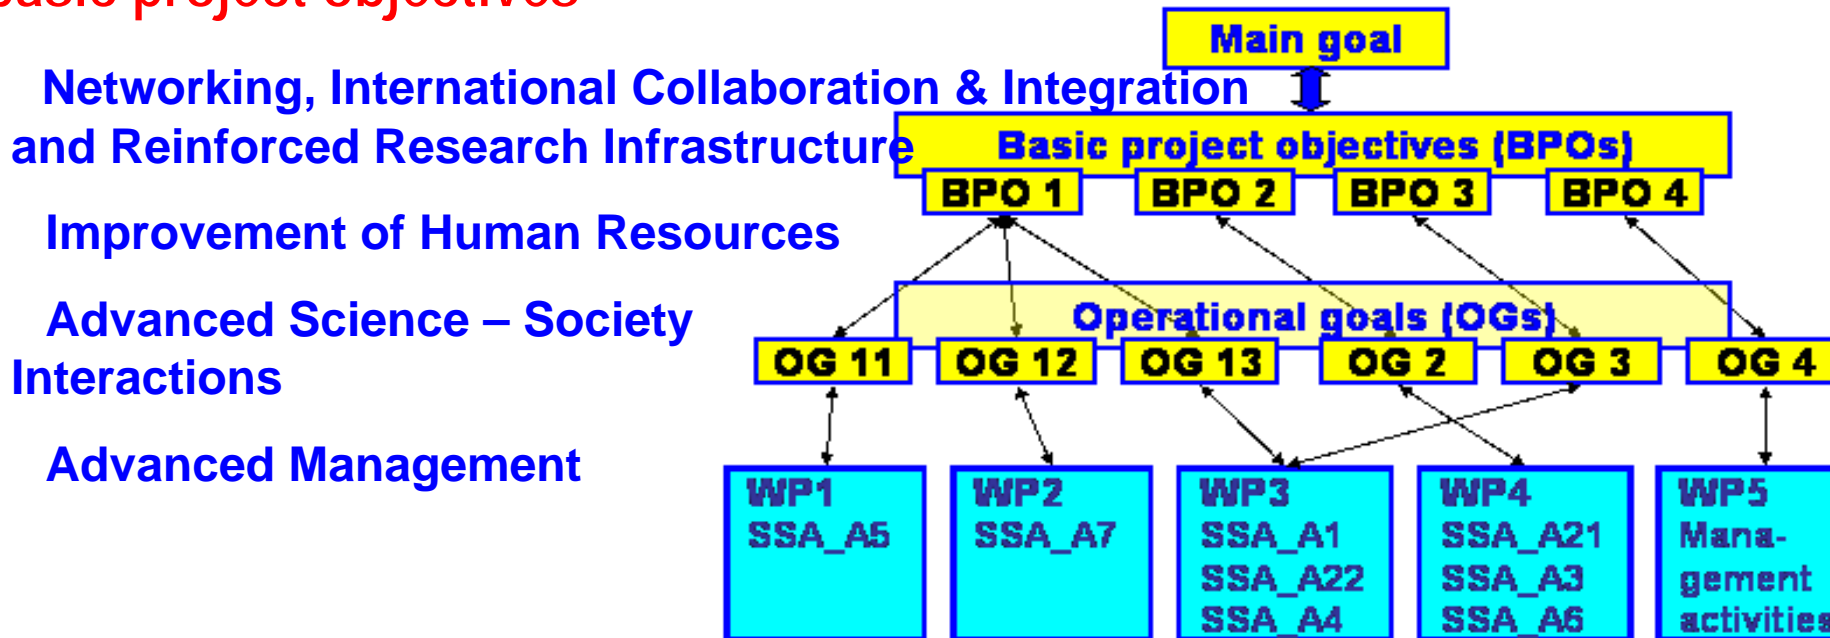 basic project objectives
Networking, International Collaboration & Integration
and Reinforced Research Infrastructure
Improvement of Human Resources
Advanced Science – Society
Interactions
Advanced Management
Main goal
Basic project objectives (BPOs)
BPO 1 BPO 2 BPO 3 BPO 4
Operational goals (OGs)
OG 11 OG 12 OG 13 OG 2 OG 3 OG 4
WP1
SSA_A5
WP2
SSA_A7
WP3
SSA_A1
SSA_A22
SSA_A4
WP4
SSA_A21
SSA_A3
SSA_A6
WP5
Mana-
gement
activities